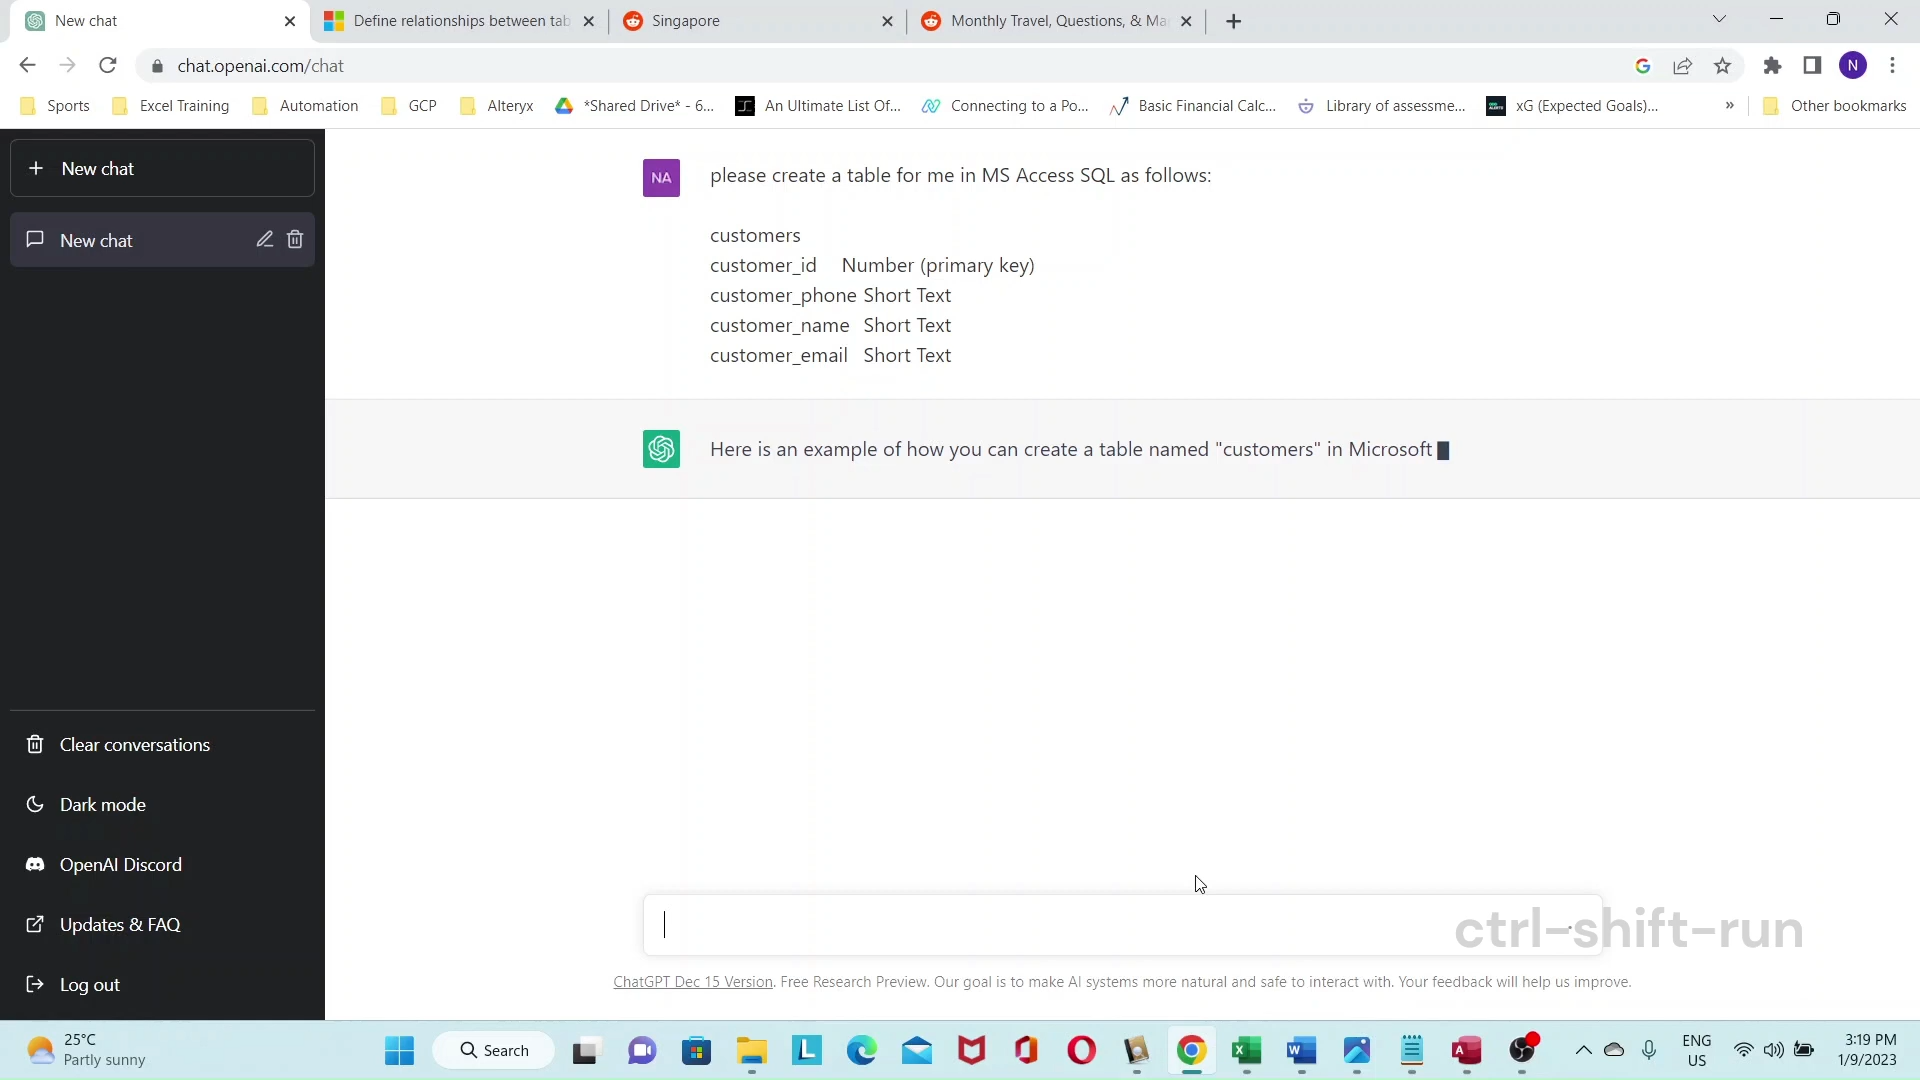 New chat
Define relationships between tab
Singapore
Monthly Travel, Questions, & Ma
chat.openai.com/chat
N
Sports
Excel Training
Automation
GCP
Alteryx
*Shared Drive* - 6...
An Ultimate List Of...
Connecting to a Po...
Basic Financial Calc...
Library of assessme...
xG (Expected Goals)...
»
Other bookmarks
New chat
New chat
NA
please create a table for me in MS Access SQL as follows:
customers
customer_id Number (primary key)
customer_phone Short Text
customer_name Short Text
customer_email Short Text
Here is an example of how you can create a table named "customers" in Microsoft
Clear conversations
Dark mode
OpenAI Discord
Updates & FAQ
Log out
ctrl-shift-run
ChatGPT Dec 15 Version. Free Research Preview. Our goal is to make AI systems more natural and safe to interact with. Your feedback will help us improve.
25°C
Partly sunny
Search
ENG
US
3:19 PM
1/9/2023